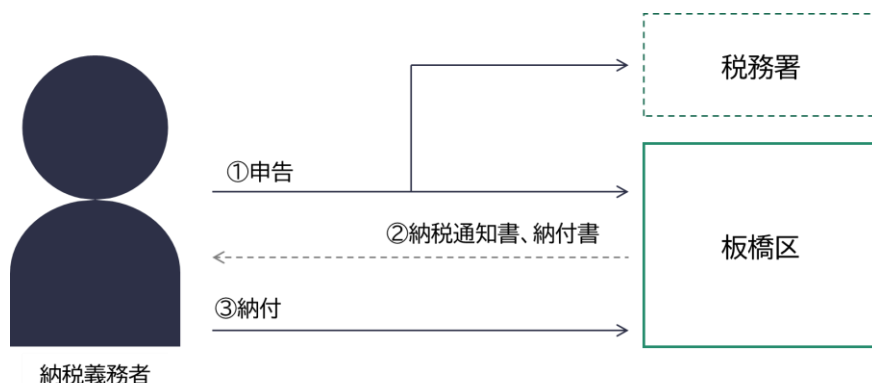 税務署
①申告
②納税通知書、納付書
板橋区
③納付
納税義務者